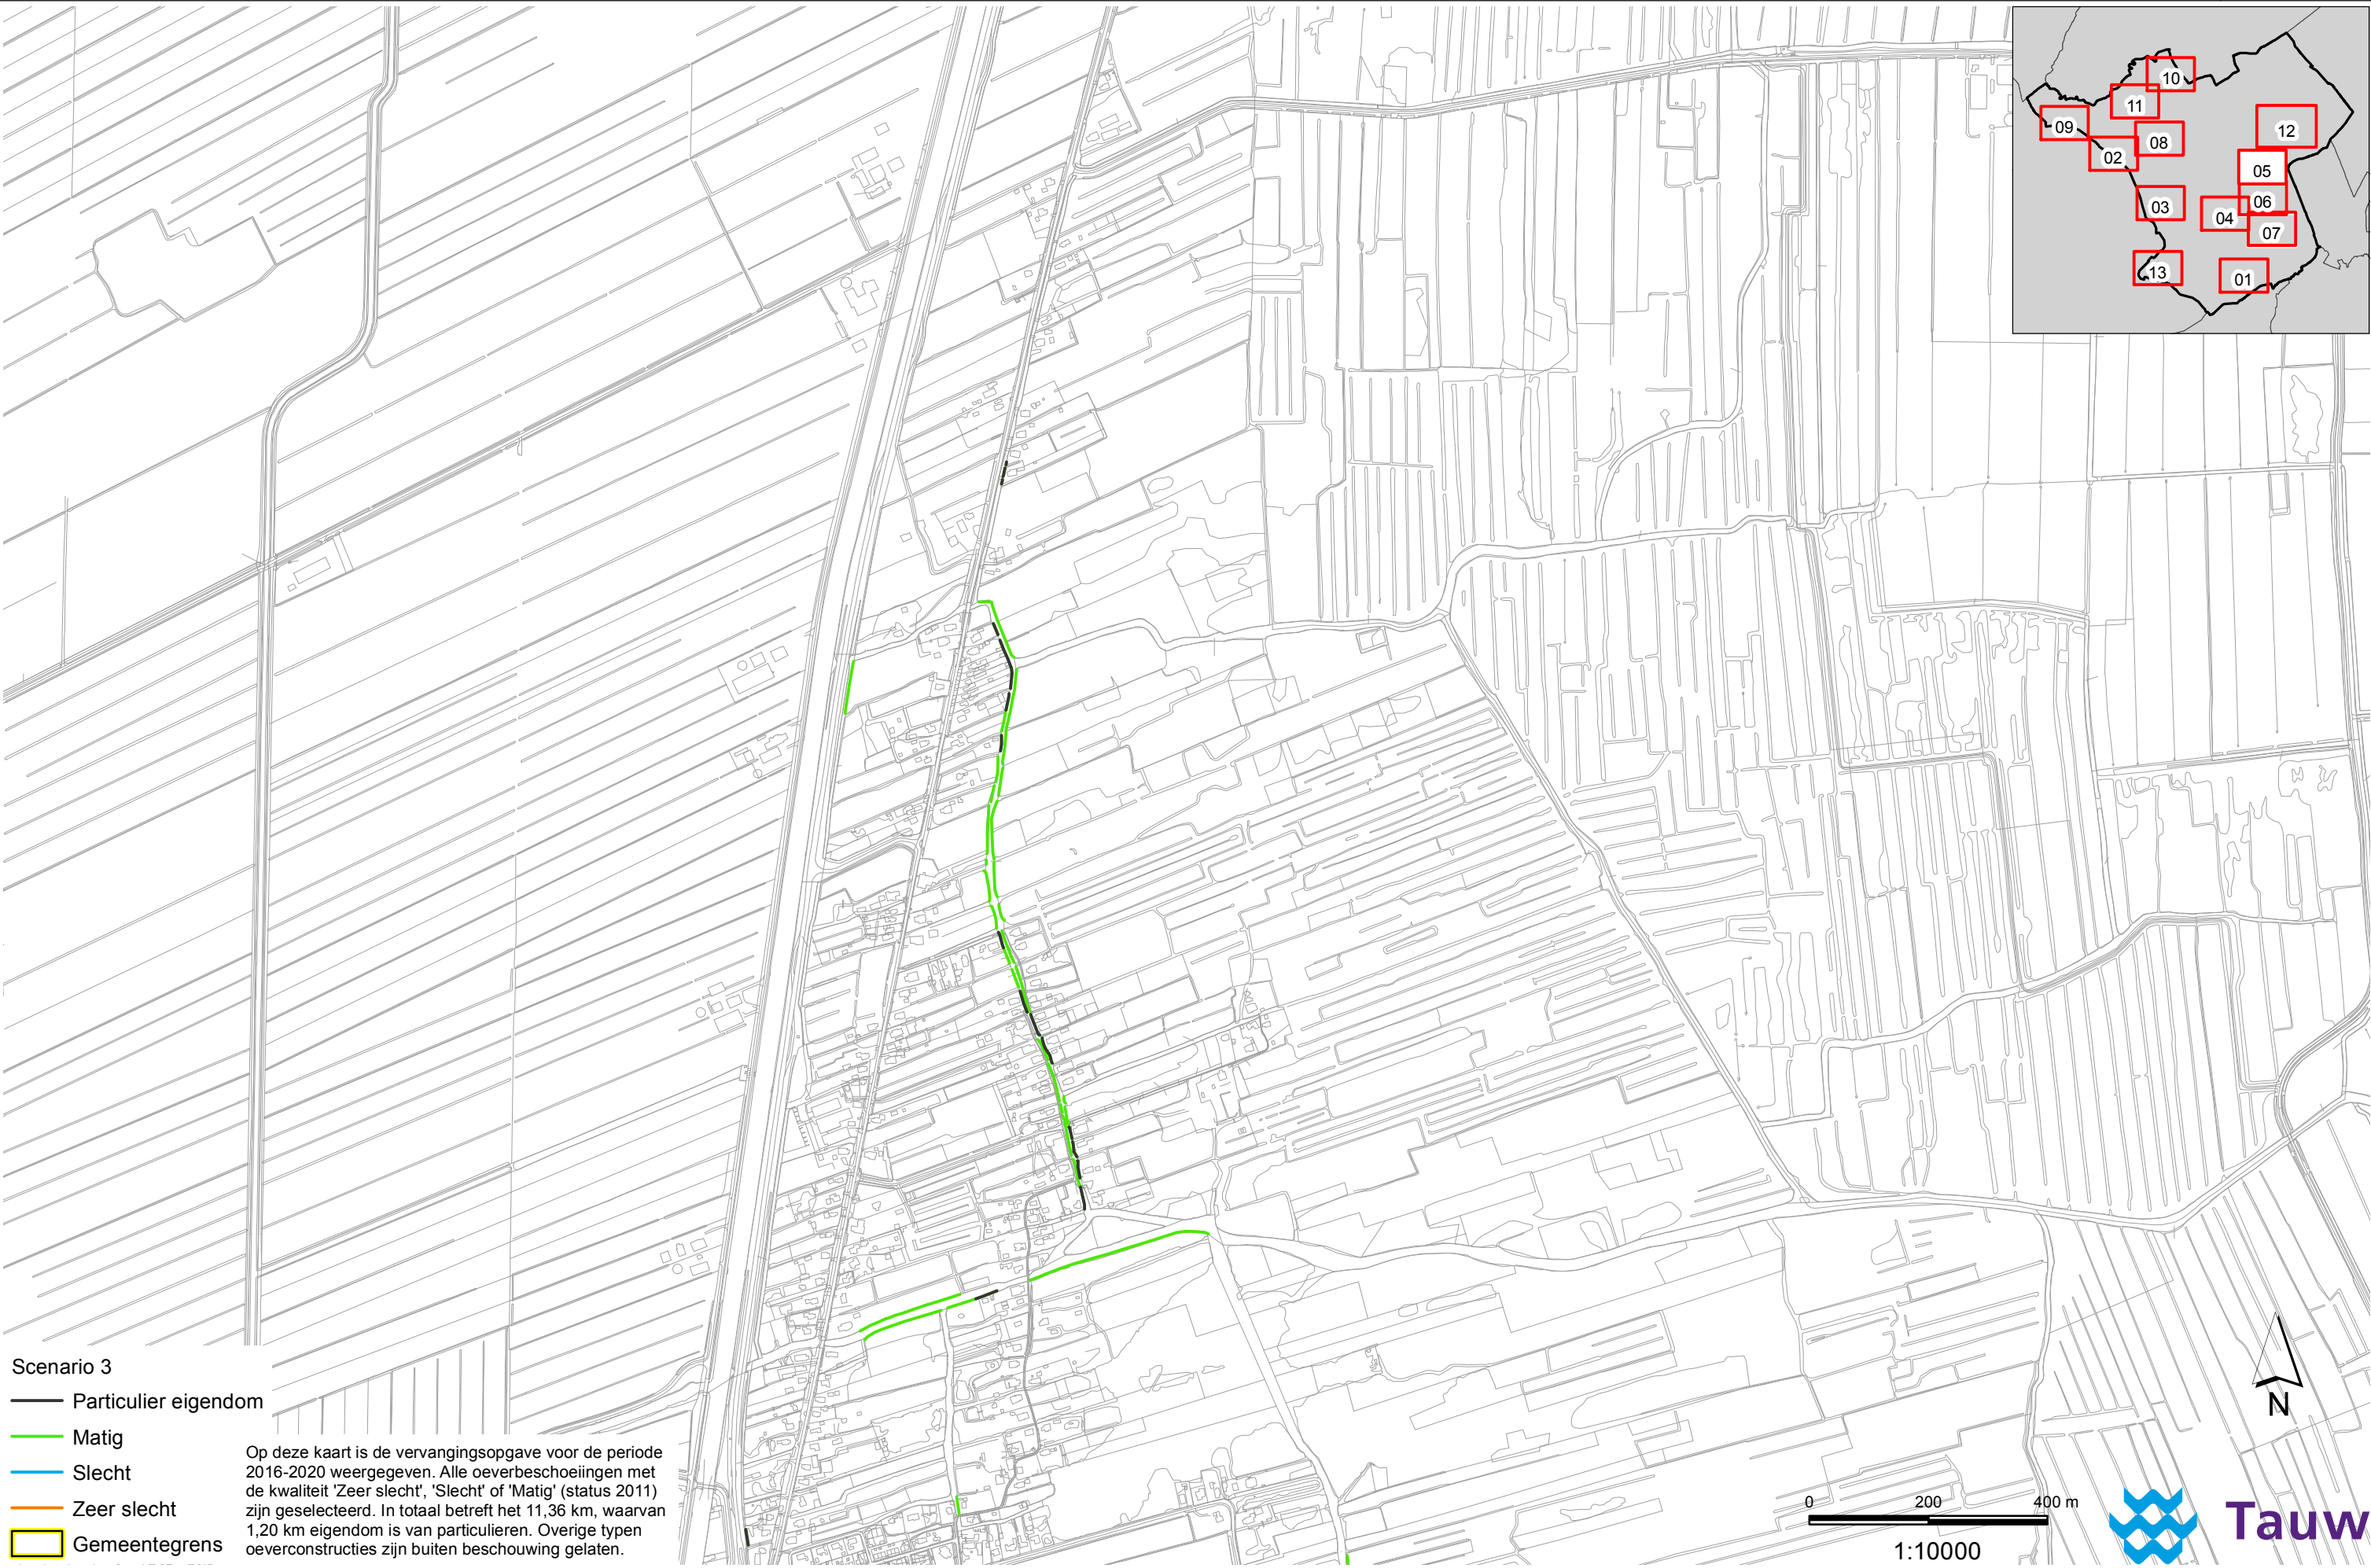 10
11
09
12
08
02
05
03
06
04
07
13
01
Scenario 3
Particulier eigendom
Matig
Slecht
Zeer slecht
Gemeentegrens
Op deze kaart is de vervangingsopgave voor de periode
2016-2020 weergegeven. Alle oeverbeschoeiingen met
de kwaliteit 'Zeer slecht', 'Slecht' of 'Matig' (status 2011)
zijn geselecteerd. In totaal betreft het 11,36 km, waarvan
1,20 km eigendom is van particulieren. Overige typen
oeverconstructies zijn buiten beschouwing gelaten.
N
0 200 400 m
1:10000
Tauw